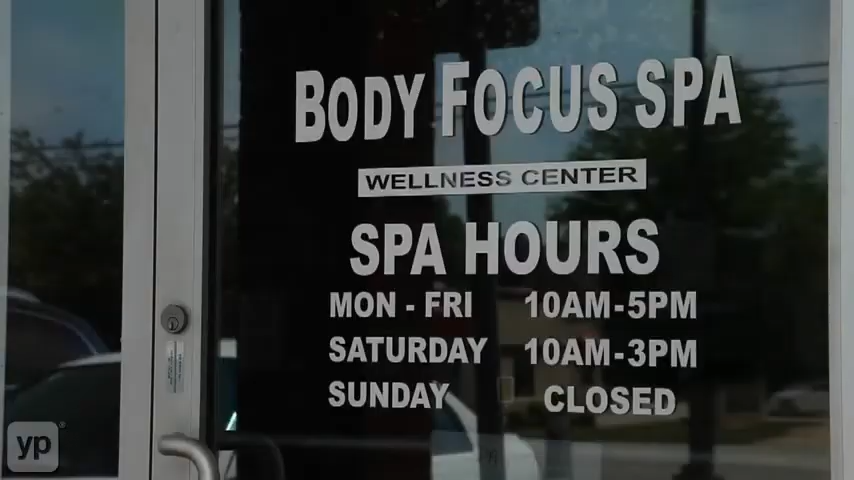 BODY FOCUS SPA
WELLNESS CENTER
SPA HOURS
MON - FRI 10AM-5PM
SATURDAY 10AM-3PM
SUNDAY CLOSED
yp